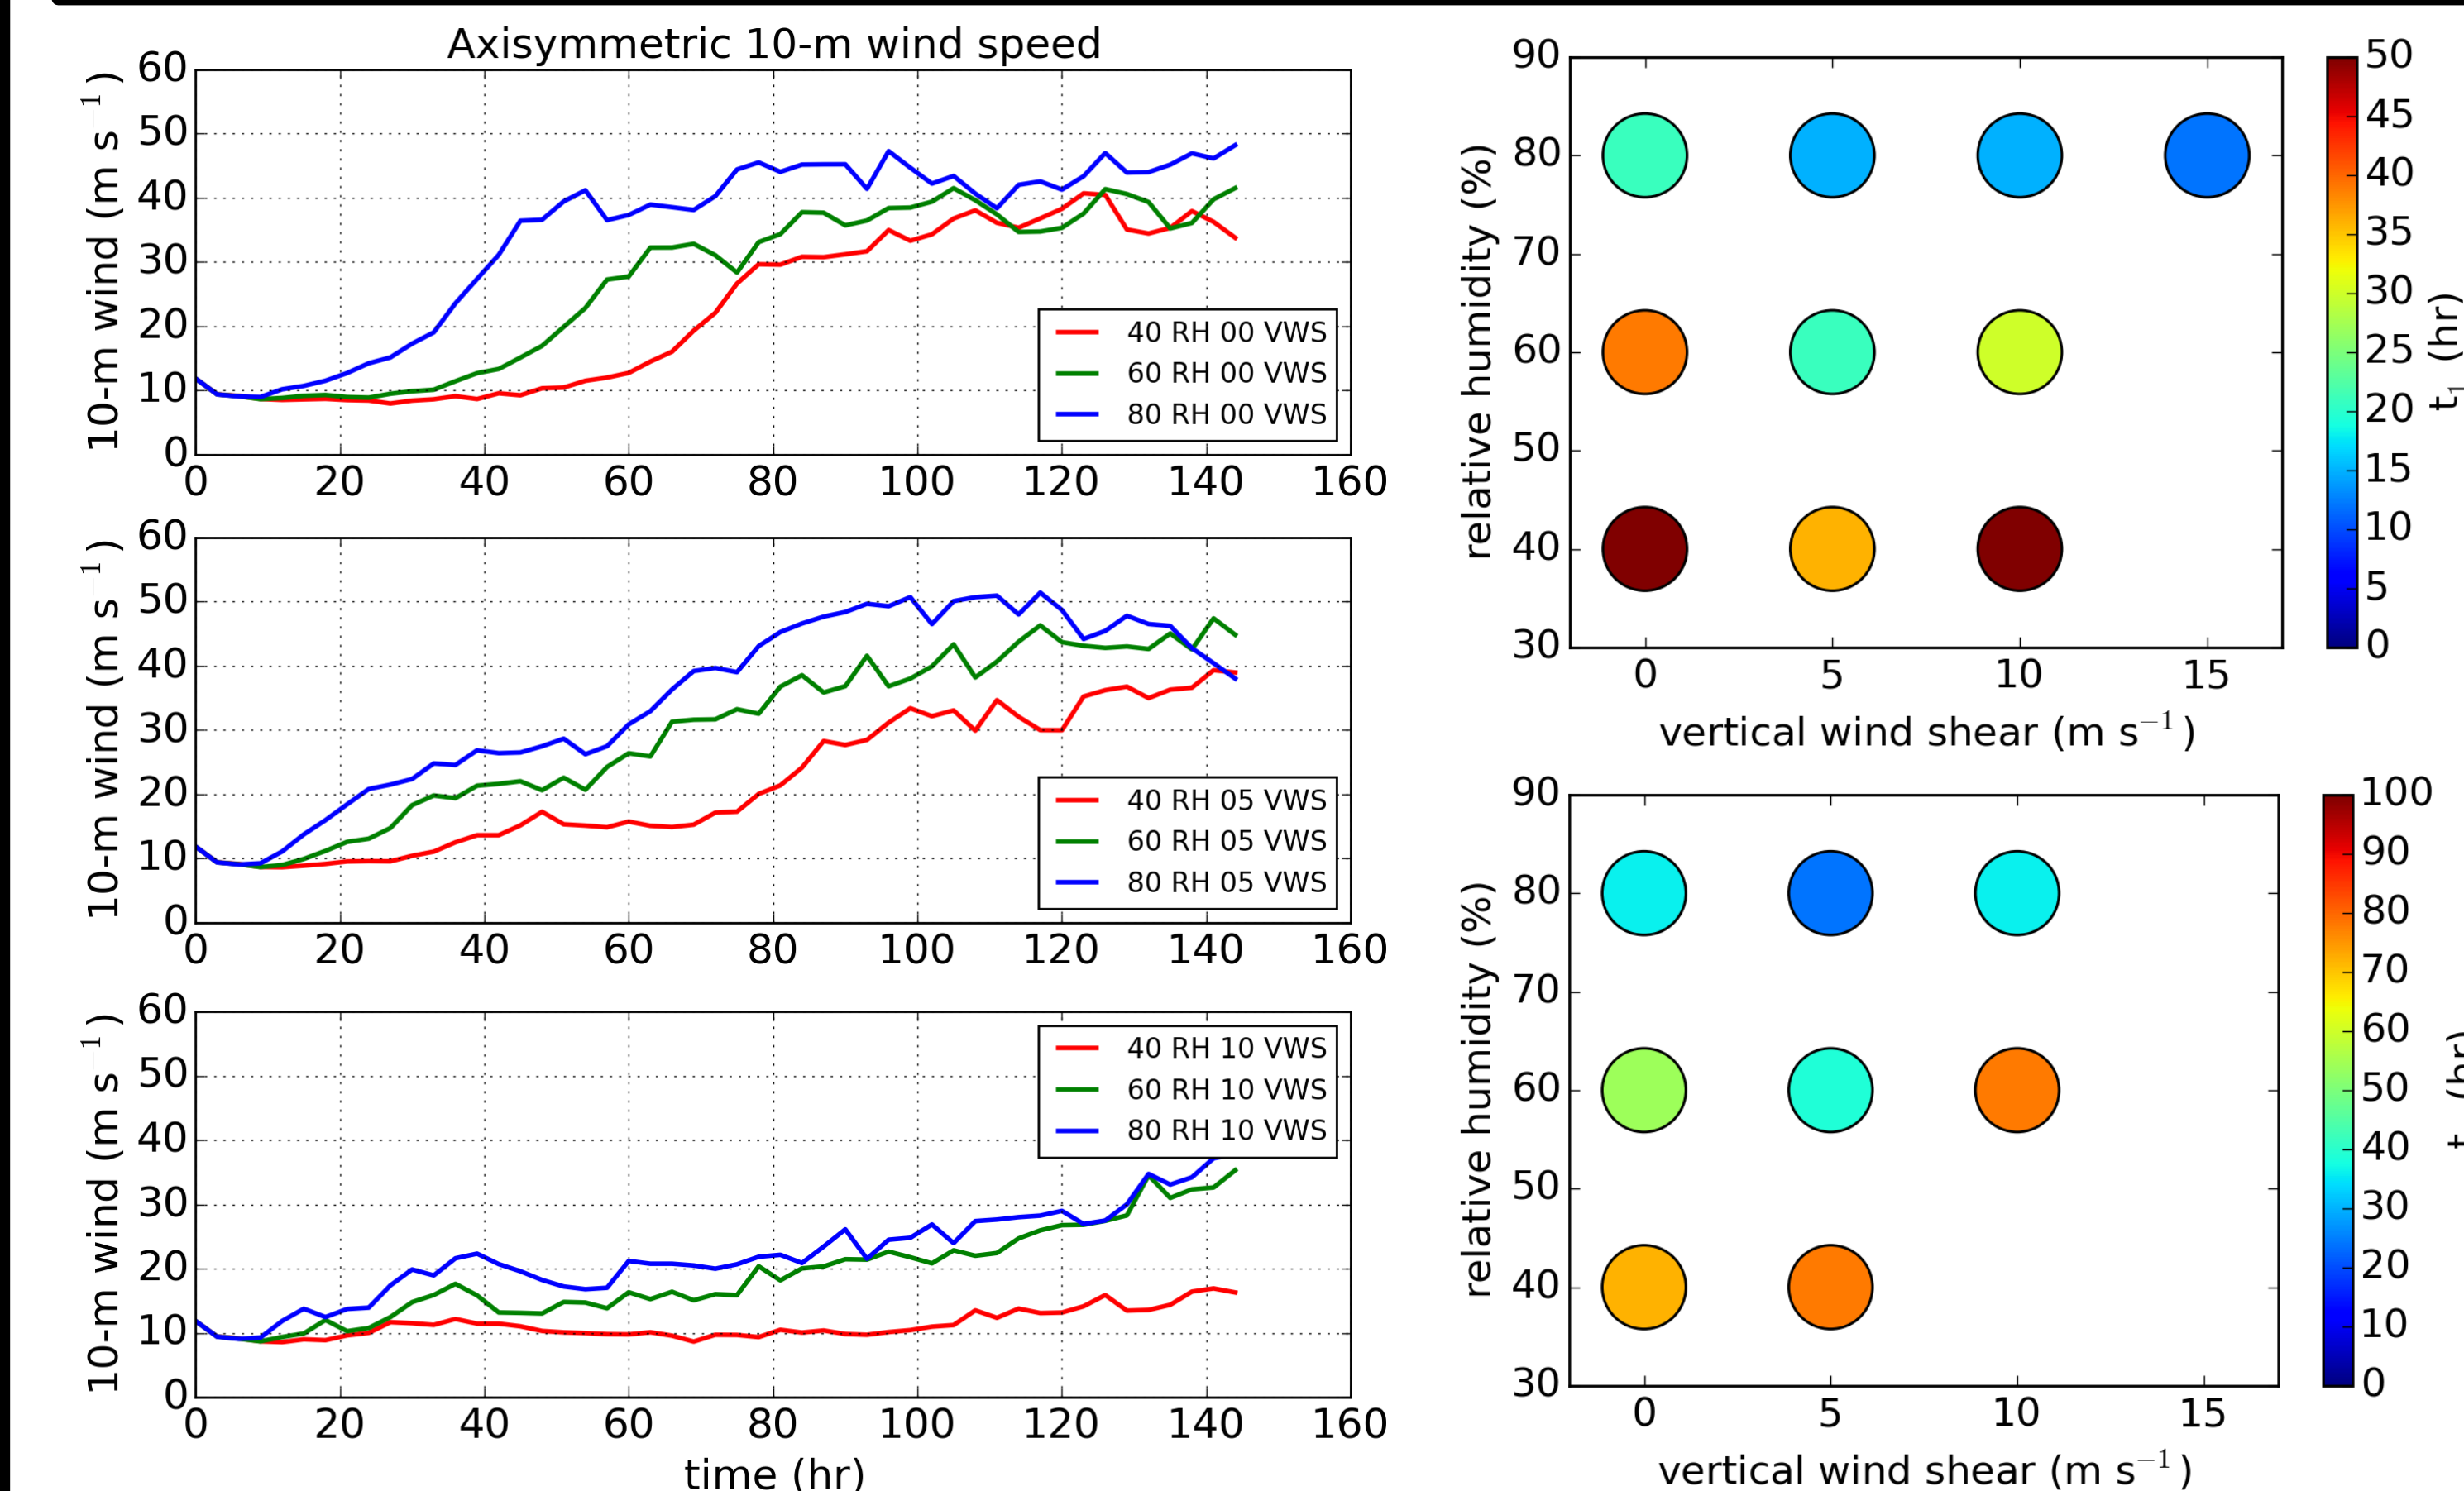 Axisymmetric 10-m wind speed
10-m wind (m s⁻¹)
60
50
40
30
20
10
0
0 20 40 60 80 100 120 140 160
40 RH 00 VWS
60 RH 00 VWS
80 RH 00 VWS
10-m wind (m s⁻¹)
60
50
40
30
20
10
0
0 20 40 60 80 100 120 140 160
40 RH 05 VWS
60 RH 05 VWS
80 RH 05 VWS
10-m wind (m s⁻¹)
60
50
40
30
20
10
0
0 20 40 60 80 100 120 140 160
time (hr)
40 RH 10 VWS
60 RH 10 VWS
80 RH 10 VWS
relative humidity (%)
90
80
70
60
50
40
30
0 5 10 15
vertical wind shear (m s⁻¹)
50
45
40
35
30
25
20
15
10
5
0
t₁ (hr)
relative humidity (%)
90
80
70
60
50
40
30
0 5 10 15
vertical wind shear (m s⁻¹)
100
90
80
70
60
50
40
30
20
10
0